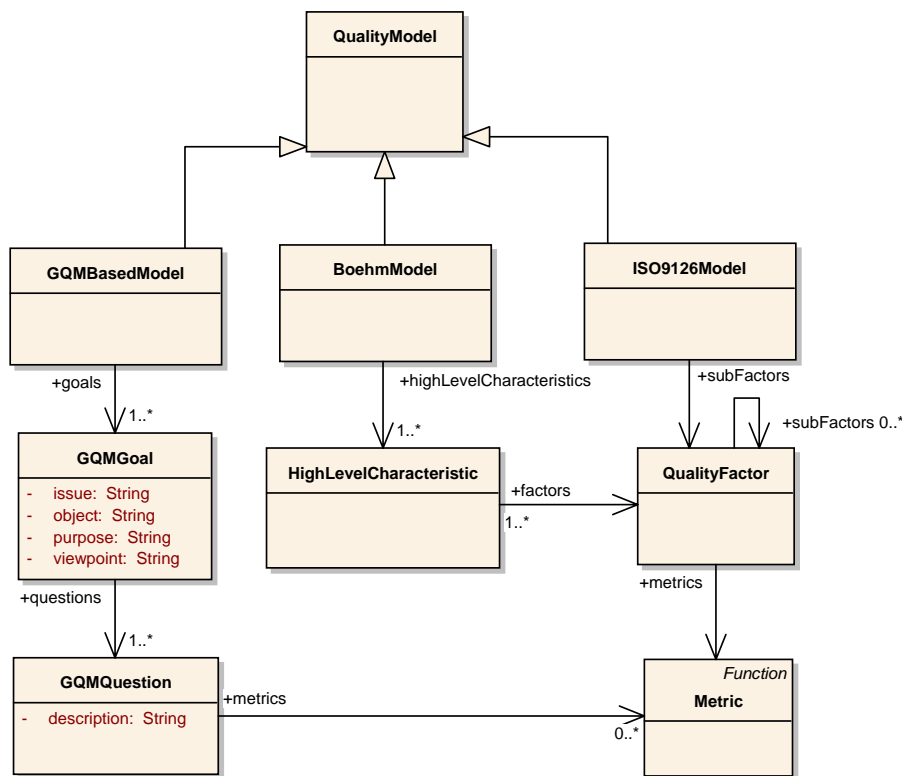 QualityModel
GQMBasedModel
BoehmModel
ISO9126Model
+goals
1..*
+highLevelCharacteristics
1..*
+subFactors
+subFactors 0..*
GQMGoal
- issue: String
- object: String
- purpose: String
- viewpoint: String
HighLevelCharacteristic
+factors
1..*
QualityFactor
+questions
1..*
+metrics
GQMQuestion
- description: String
+metrics
0..*
Function
Metric